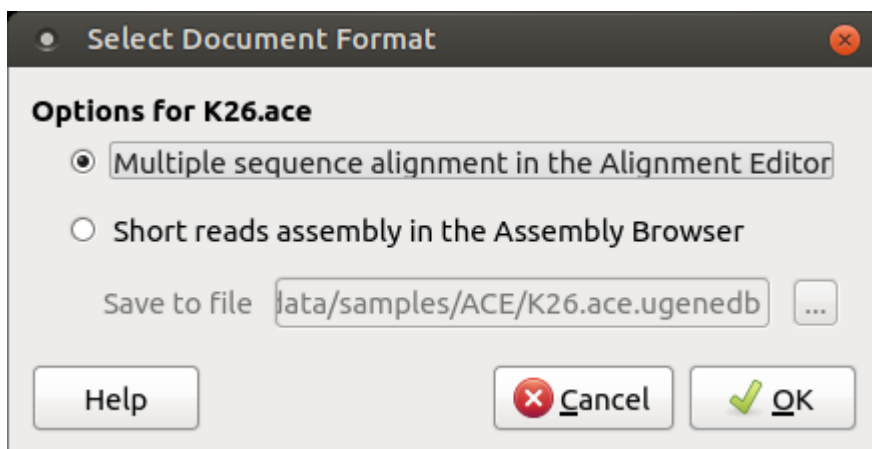 Select Document Format
Options for K26.ace
Multiple sequence alignment in the Alignment Editor
Short reads assembly in the Assembly Browser
Save to file data/samples/ACE/K26.ace.ugenedb ...
Help Cancel OK